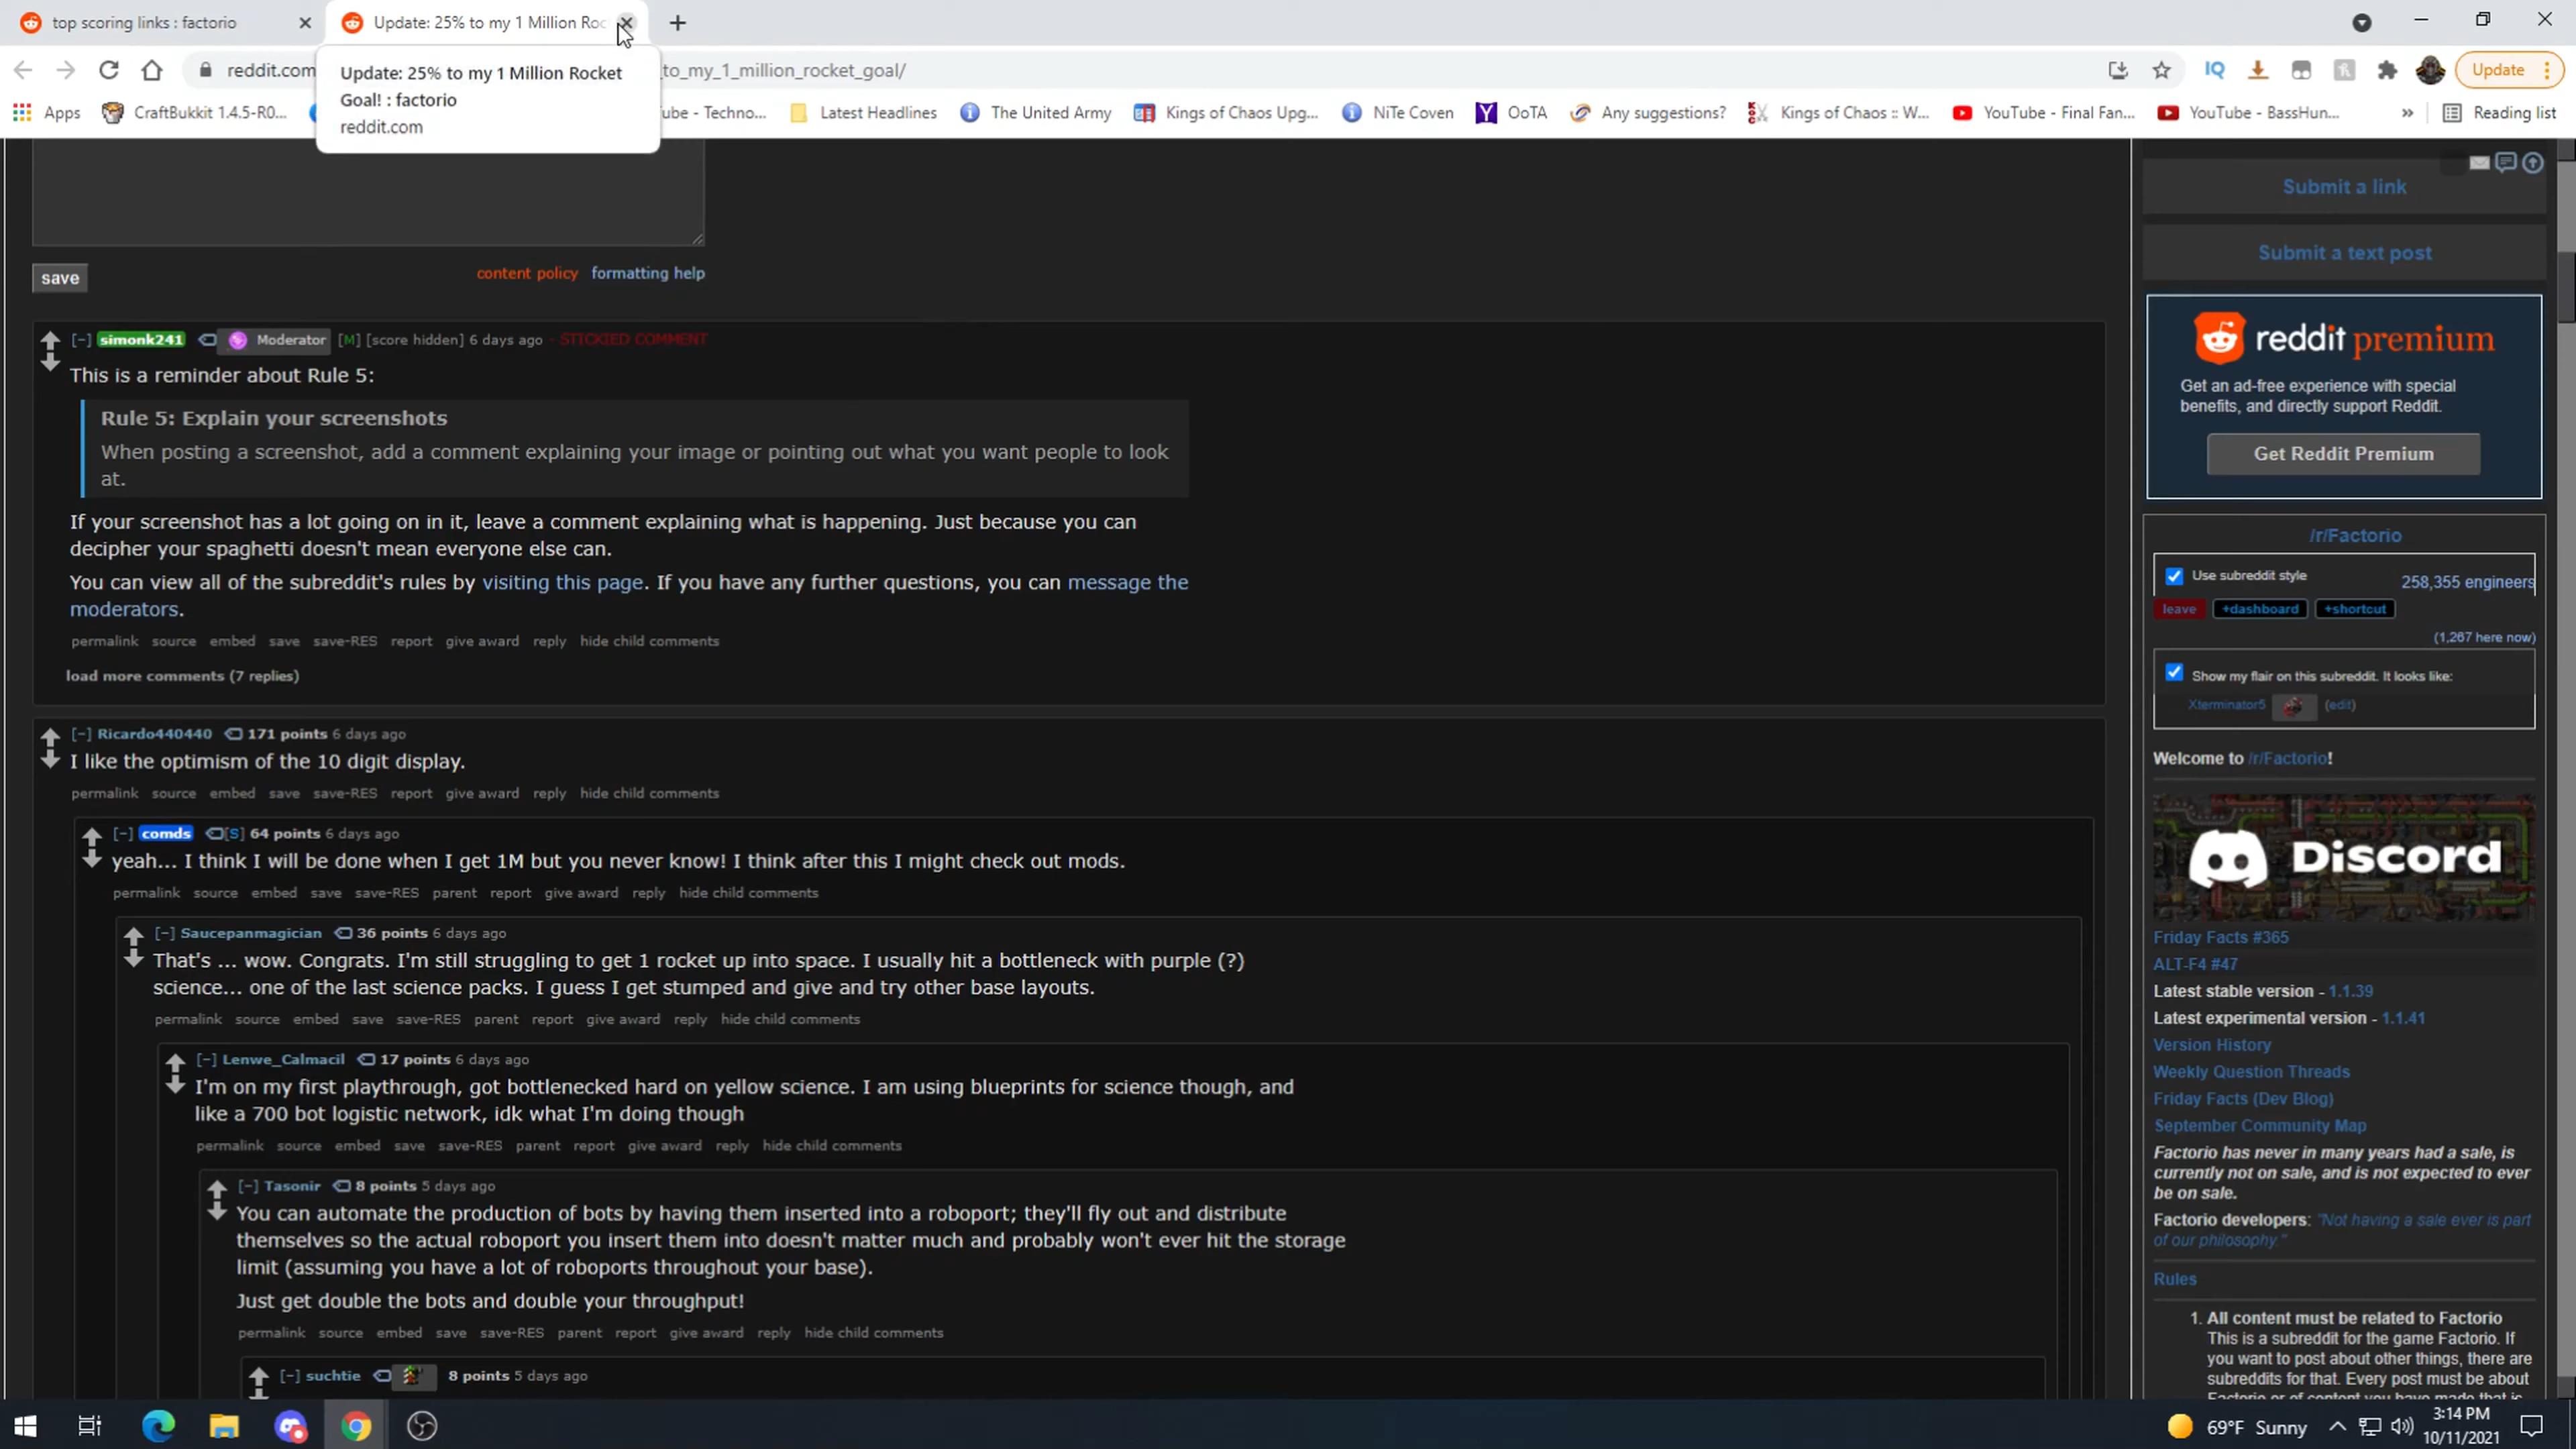 top scoring links : factorio
Update: 25% to my 1 Million Roc
reddit.com
_to_my_1_million_rocket_goal/
Update
Update: 25% to my 1 Million Rocket
Goal! : factorio
reddit.com
Apps
CraftBukkit 1.4.5-R0...
ube - Techno...
Latest Headlines
The United Army
Kings of Chaos Upg...
NiTe Coven
OoTA
Any suggestions?
Kings of Chaos :: W...
YouTube - Final Fan...
YouTube - BassHun...
»
Reading list
save
content policy formatting help
[-] simonk241 Moderator [M] [score hidden] 6 days ago - STICKIED COMMENT
This is a reminder about Rule 5:
Rule 5: Explain your screenshots
When posting a screenshot, add a comment explaining your image or pointing out what you want people to look
at.
If your screenshot has a lot going on in it, leave a comment explaining what is happening. Just because you can
decipher your spaghetti doesn't mean everyone else can.
You can view all of the subreddit's rules by visiting this page. If you have any further questions, you can message the
moderators.
permalink source embed save save-RES report give award reply hide child comments
load more comments (7 replies)
[-] Ricardo440440 171 points 6 days ago
I like the optimism of the 10 digit display.
permalink source embed save save-RES report give award reply hide child comments
[-] comds [S] 64 points 6 days ago
yeah... I think I will be done when I get 1M but you never know! I think after this I might check out mods.
permalink source embed save save-RES parent report give award reply hide child comments
[-] Saucepanmagician 36 points 6 days ago
That's ... wow. Congrats. I'm still struggling to get 1 rocket up into space. I usually hit a bottleneck with purple (?)
science... one of the last science packs. I guess I get stumped and give and try other base layouts.
permalink source embed save save-RES parent report give award reply hide child comments
[-] Lenwe_Calmacil 17 points 6 days ago
I'm on my first playthrough, got bottlenecked hard on yellow science. I am using blueprints for science though, and
like a 700 bot logistic network, idk what I'm doing though
permalink source embed save save-RES parent report give award reply hide child comments
[-] Tasonir 8 points 5 days ago
You can automate the production of bots by having them inserted into a roboport; they'll fly out and distribute
themselves so the actual roboport you insert them into doesn't matter much and probably won't ever hit the storage
limit (assuming you have a lot of roboports throughout your base).
Just get double the bots and double your throughput!
permalink source embed save save-RES parent report give award reply hide child comments
[-] suchtie 8 points 5 days ago
Submit a link
Submit a text post
reddit premium
Get an ad-free experience with special
benefits, and directly support Reddit.
Get Reddit Premium
/r/Factorio
Use subreddit style 258,355 engineers
leave +dashboard +shortcut
(1,267 here now)
Show my flair on this subreddit. It looks like:
Xterminator5 (edit)
Welcome to /r/Factorio!
Discord
Friday Facts #365
ALT-F4 #47
Latest stable version - 1.1.39
Latest experimental version - 1.1.41
Version History
Weekly Question Threads
Friday Facts (Dev Blog)
September Community Map
Factorio has never in many years had a sale, is
currently not on sale, and is not expected to ever
be on sale.
Factorio developers: "Not having a sale ever is part
of our philosophy."
Rules
1. All content must be related to Factorio
This is a subreddit for the game Factorio. If
you want to post about other things, there are
subreddits for that. Every post must be about
Factorio or of content you have made that is
69°F Sunny
3:14 PM
10/11/2021